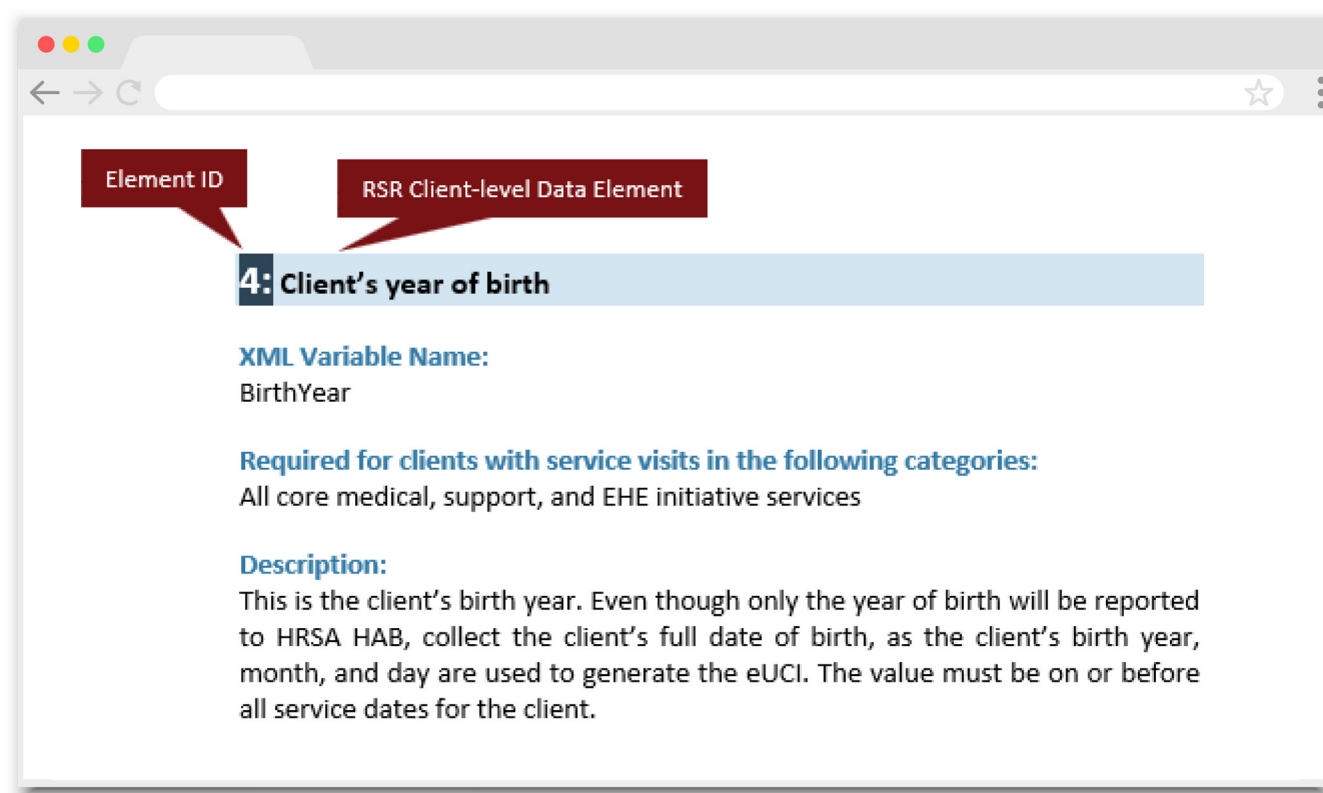 Element ID
RSR Client-level Data Element
4: Client’s year of birth
XML Variable Name:
BirthYear
Required for clients with service visits in the following categories:
All core medical, support, and EHE initiative services
Description:
This is the client’s birth year. Even though only the year of birth will be reported
to HRSA HAB, collect the client’s full date of birth, as the client’s birth year,
month, and day are used to generate the eUCI. The value must be on or before
all service dates for the client.